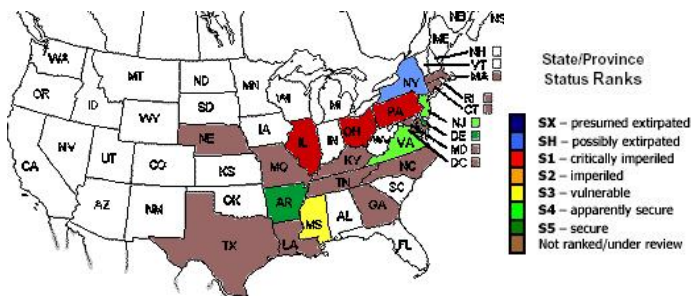 NB
NS
WA
MT
ND
MN
ME
NH
VT
MA
OR
ID
SD
WI
MI
NY
RI
CT
WY
IA
PA
NJ
NE
IL
IN
OH
DE
NV
UT
CO
WV
VA
MD
CA
KS
MO
KY
DC
AZ
NM
OK
AR
TN
NC
SC
TX
LA
MS
AL
GA
FL
State/Province
Status Ranks
SX – presumed extirpated
SH – possibly extirpated
S1 – critically imperiled
S2 – imperiled
S3 – vulnerable
S4 – apparently secure
S5 – secure
Not ranked/under review